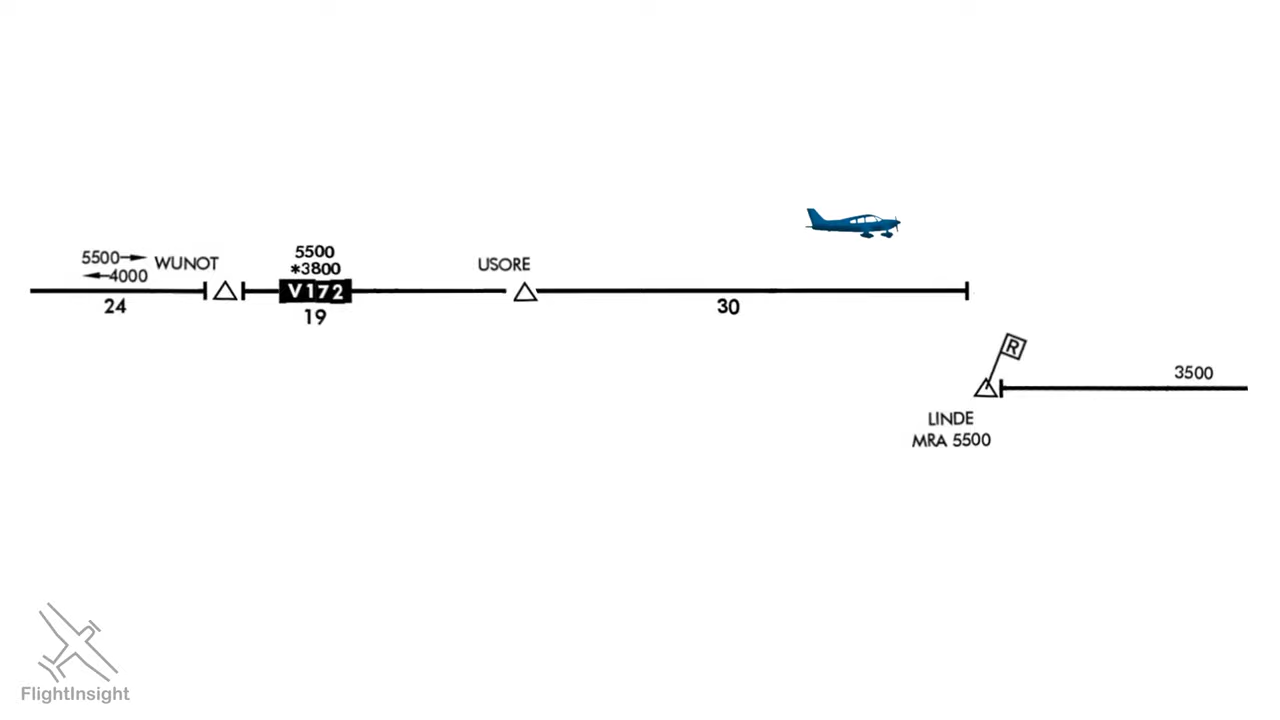 5500
5500 WUNOT *3800 USORE
4000
V172
24 19 30
R
3500
LINDE
MRA 5500
FlightInsight